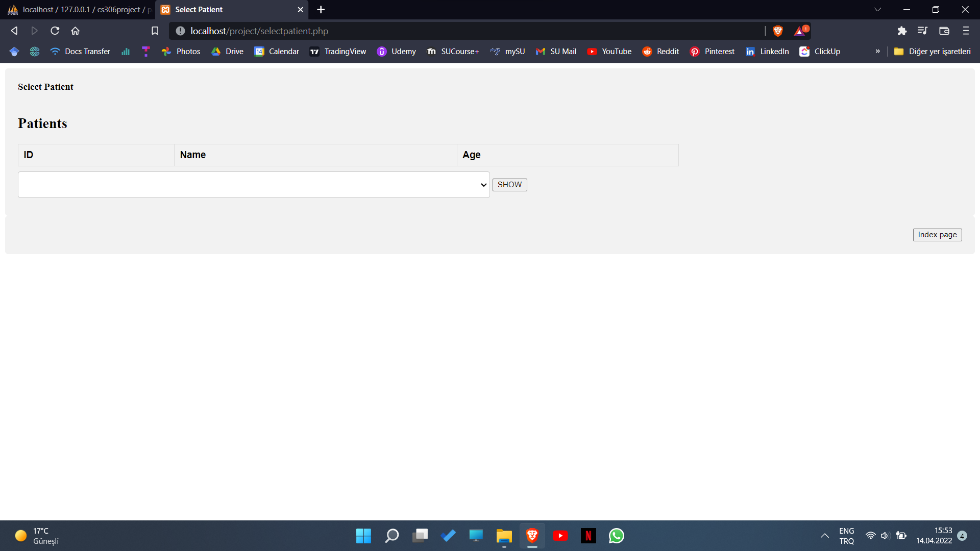 localhost / 127.0.0.1 / cs306project / p
Select Patient
localhost/project/selectpatient.php
Docs Transfer
Photos
Drive
Calendar
TradingView
Udemy
SUCourse+
mySU
SU Mail
YouTube
Reddit
Pinterest
LinkedIn
ClickUp
»
Diğer yer işaretleri
Select Patient
Patients
ID Name Age
SHOW
Index page
17°C
Güneşli
ENG
TRQ
15:53
14.04.2022
4